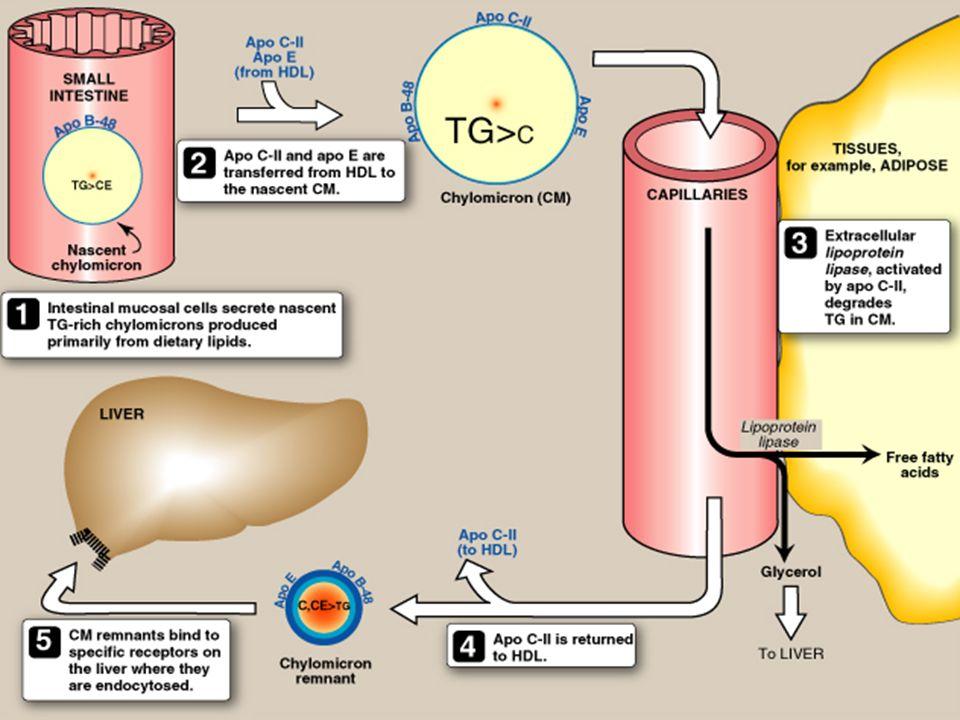 SMALL
INTESTINE
Apo B-48
TG>CE
Nascent
chylomicron
1 Intestinal mucosal cells secrete nascent
TG-rich chylomicrons produced
primarily from dietary lipids.
Apo C-II
Apo E
(from HDL)
2 Apo C-II and apo E are
transferred from HDL to
the nascent CM.
Apo C-II
Apo B-48
Apo E
TG>C
Chylomicron (CM)
CAPILLARIES
TISSUES,
for example, ADIPOSE
3 Extracellular
lipoprotein
lipase, activated
by apo C-II,
degrades
TG in CM.
Lipoprotein
lipase
Free fatty
acids
Glycerol
To LIVER
Apo C-II
(to HDL)
4 Apo C-II is returned
to HDL.
Apo E
Apo B-48
C,CE>TG
Chylomicron
remnant
LIVER
5 CM remnants bind to
specific receptors on
the liver where they
are endocytosed.